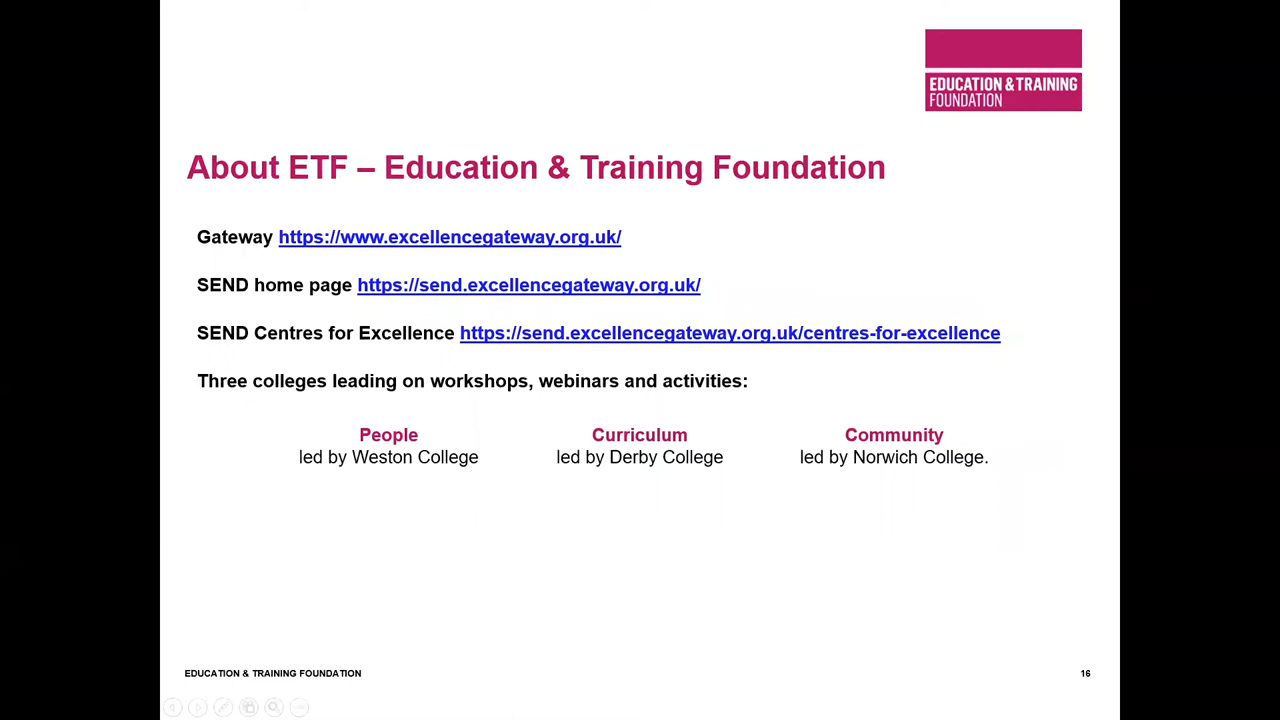 EDUCATION & TRAINING
FOUNDATION
About ETF – Education & Training Foundation
Gateway https://www.excellencegateway.org.uk/
SEND home page https://send.excellencegateway.org.uk/
SEND Centres for Excellence https://send.excellencegateway.org.uk/centres-for-excellence
Three colleges leading on workshops, webinars and activities:
People
led by Weston College
Curriculum
led by Derby College
Community
led by Norwich College.
EDUCATION & TRAINING FOUNDATION
16